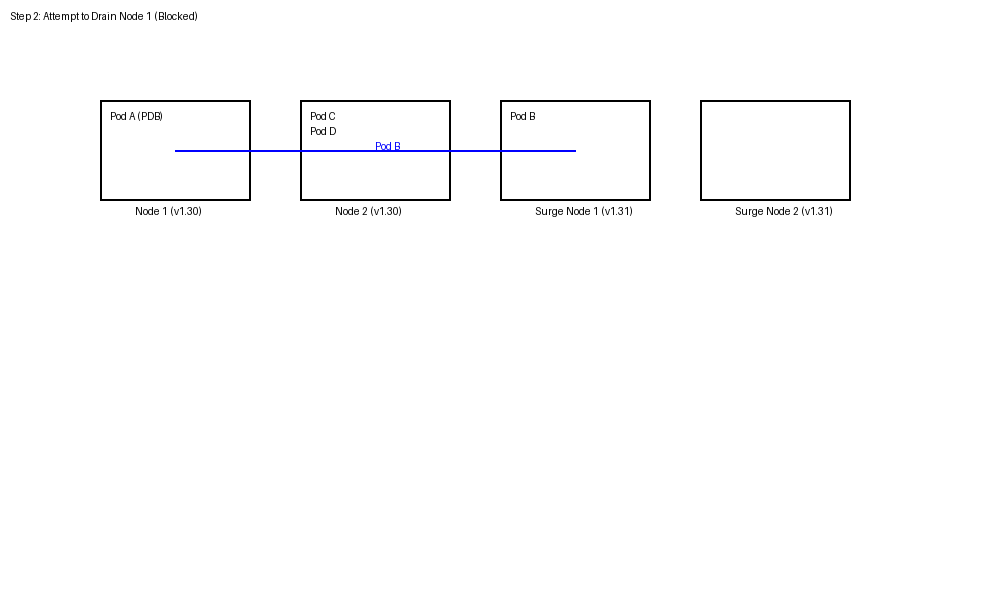 Step 2: Attempt to Drain Node 1 (Blocked)
Pod A (PDB)
Pod C
Pod D
Pod B
Pod B
Node 1 (v1.30)
Node 2 (v1.30)
Surge Node 1 (v1.31)
Surge Node 2 (v1.31)